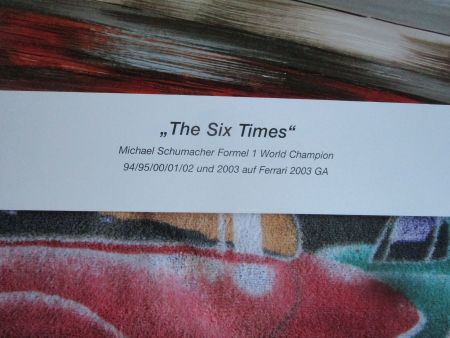 „The Six Times“
Michael Schumacher Formel 1 World Champion
94/95/00/01/02 und 2003 auf Ferrari 2003 GA